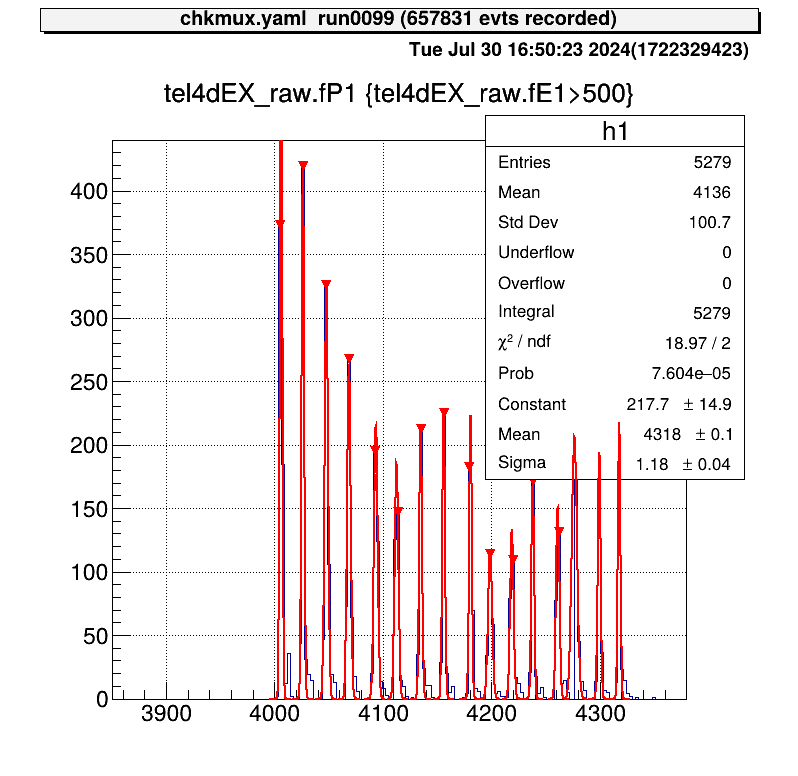 chkmux.yaml run0099 (657831 evts recorded)
Tue Jul 30 16:50:23 2024(1722329423)
tel4dEX_raw.fP1 {tel4dEX_raw.fE1>500}
h1
Entries 5279
Mean 4136
Std Dev 100.7
Underflow 0
Overflow 0
Integral 5279
χ² / ndf 18.97 / 2
Prob 7.604e−05
Constant 217.7 ± 14.9
Mean 4318 ± 0.1
Sigma 1.18 ± 0.04
400
350
300
250
200
150
100
50
0
3900 4000 4100 4200 4300